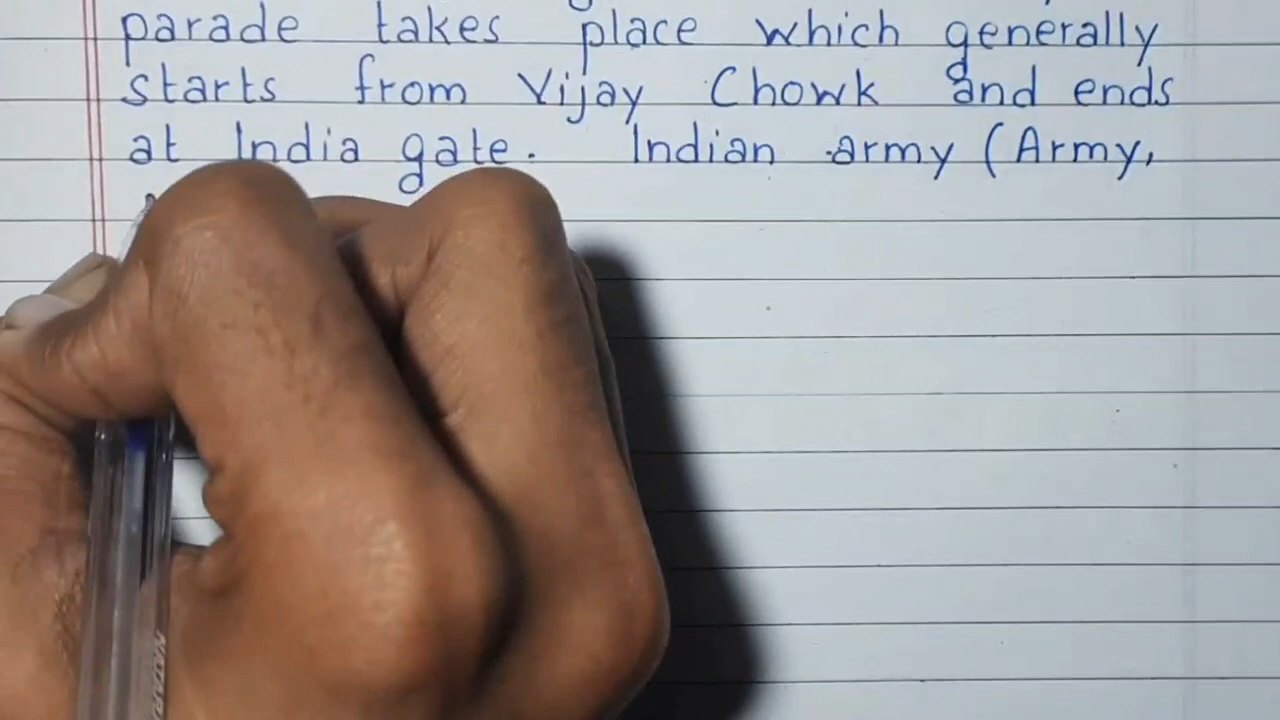 parade takes place which generally
starts from Vijay Chowk and ends
at India gate. Indian army (Army,